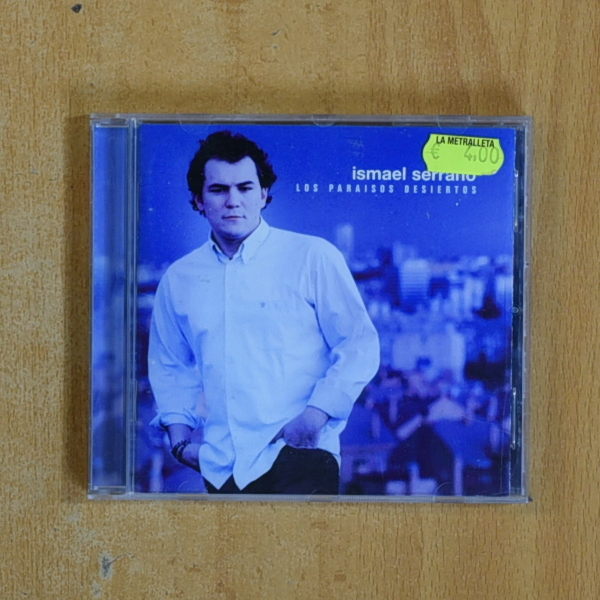 LA METRALLETA
€ 4,00
ismael serrano
LOS PARAISOS DESIERTOS